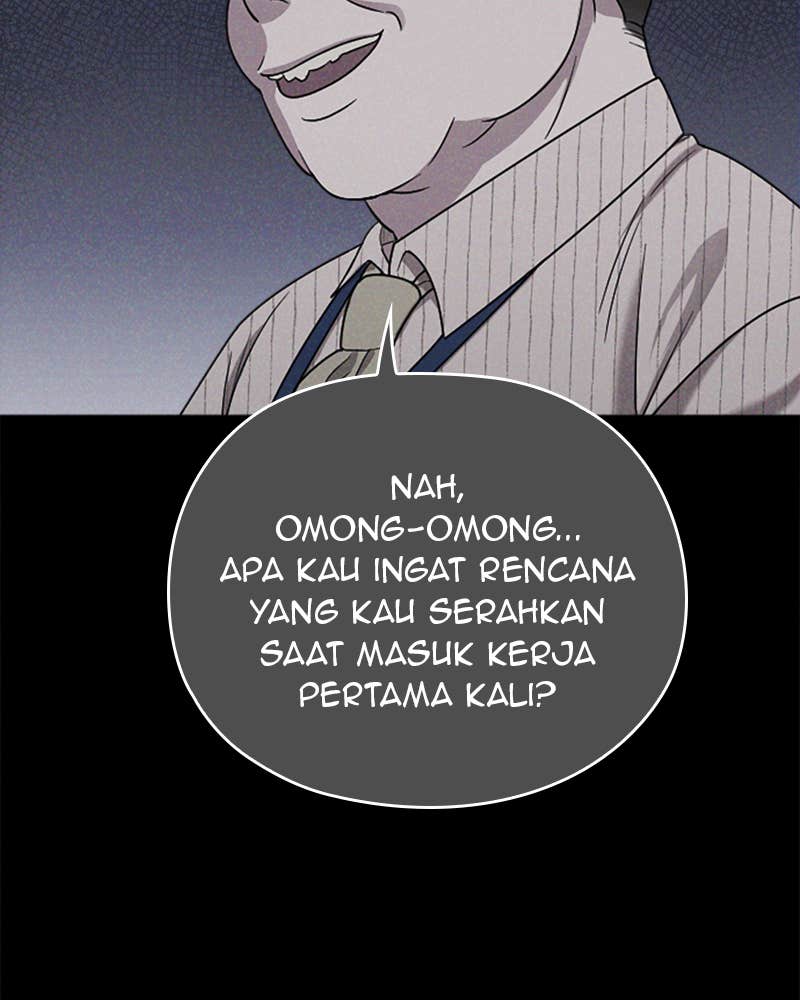 NAH,
OMONG-OMONG...
APA KAU INGAT RENCANA
YANG KAU SERAHKAN
SAAT MASUK KERJA
PERTAMA KALI?